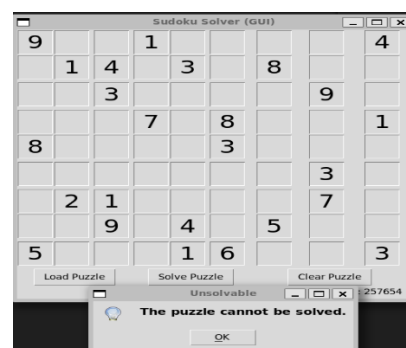 Sudoku Solver (GUI)
9 1 4
1 4 3 8
3 9
7 8 1
8 3
3
2 1 7
9 4 5
5 1 6 3
Load Puzzle Solve Puzzle Clear Puzzle
: 257654
Unsolvable
The puzzle cannot be solved.
OK